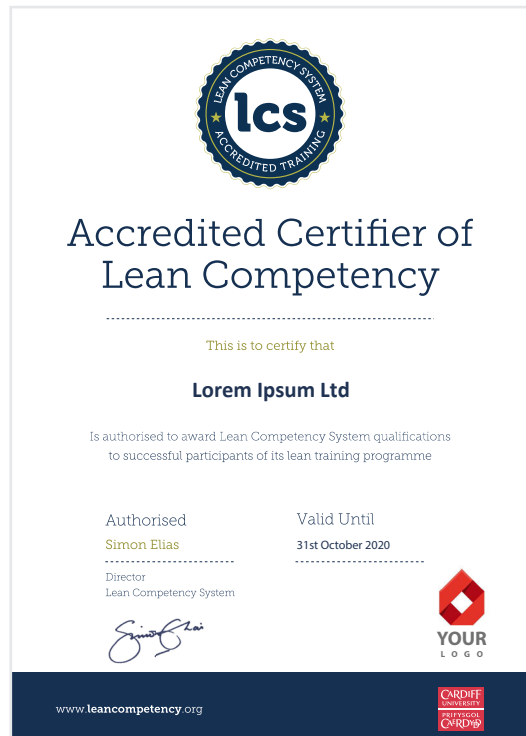 LEAN COMPETENCY SYSTEM
lcs
ACCREDITED TRAINING
Accredited Certifier of
Lean Competency
This is to certify that
Lorem Ipsum Ltd
Is authorised to award Lean Competency System qualifications
to successful participants of its lean training programme
Authorised
Simon Elias
Director
Lean Competency System
Valid Until
31st October 2020
YOUR
LOGO
www.leancompetency.org
CARDIFF
UNIVERSITY
PRIFYSGOL
CAERDYDD